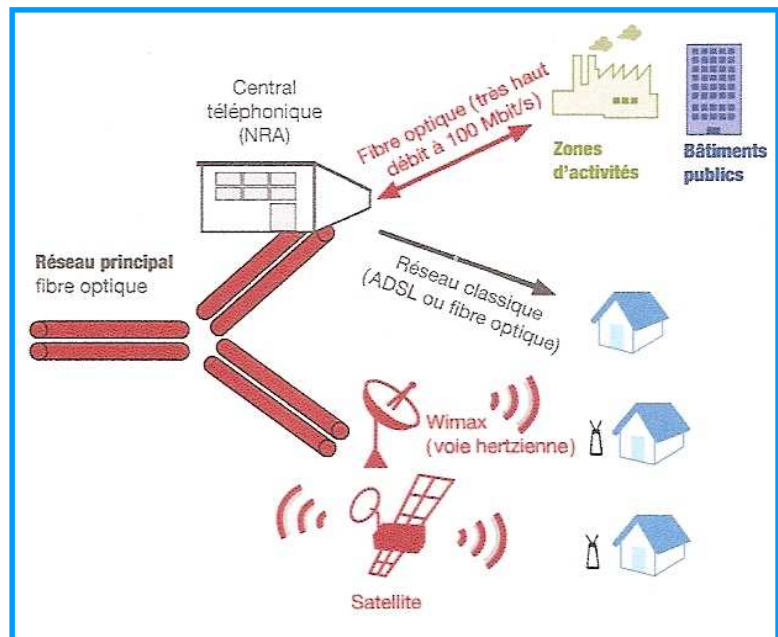 Central
téléphonique
(NRA)
Fibre optique (très haut
débit à 100 Mbit/s)
Zones
d'activités
Bâtiments
publics
Réseau principal
fibre optique
Réseau classique
(ADSL ou fibre optique)
Wimax
(voie hertzienne)
Satellite